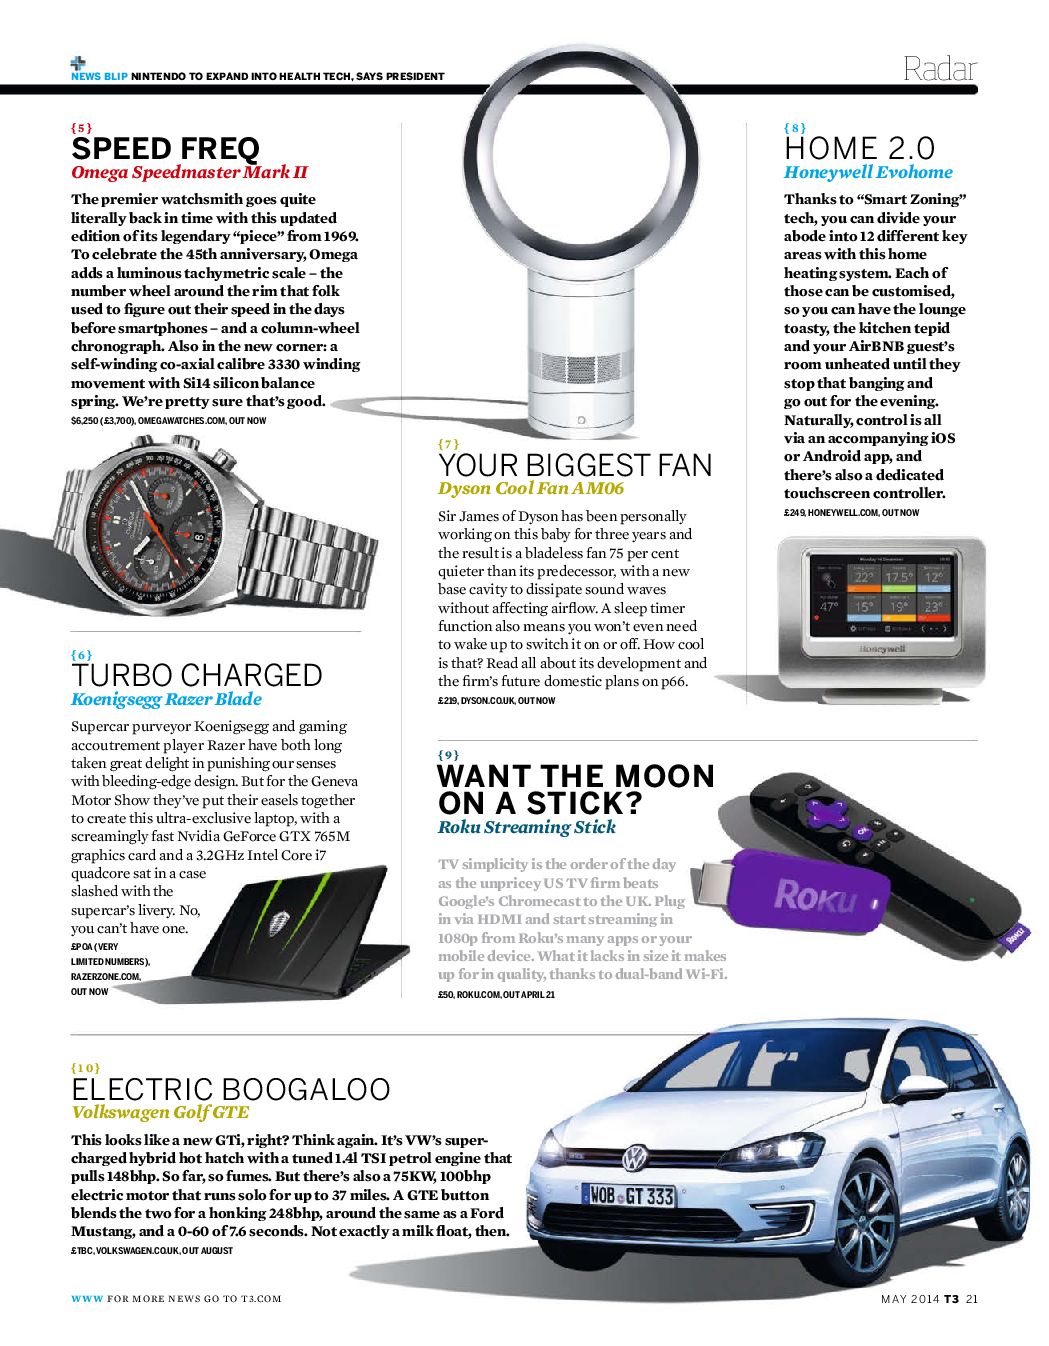 NEWS BLIP NINTENDO TO EXPAND INTO HEALTH TECH, SAYS PRESIDENT
Radar
{5}
SPEED FREQ
Omega Speedmaster Mark II
The premier watchsmith goes quite
literally back in time with this updated
edition of its legendary “piece” from 1969.
To celebrate the 45th anniversary, Omega
adds a luminous tachymetric scale – the
number wheel around the rim that folk
used to figure out their speed in the days
before smartphones – and a column-wheel
chronograph. Also in the new corner: a
self-winding co-axial calibre 3330 winding
movement with Si14 silicon balance
spring. We’re pretty sure that’s good.
$6,250 (£3,700), OMEGAWATCHES.COM, OUT NOW
{6}
TURBO CHARGED
Koenigsegg Razer Blade
Supercar purveyor Koenigsegg and gaming
accoutrement player Razer have both long
taken great delight in punishing our senses
with bleeding-edge design. But for the Geneva
Motor Show they’ve put their easels together
to create this ultra-exclusive laptop, with a
screamingly fast Nvidia GeForce GTX 765M
graphics card and a 3.2GHz Intel Core i7
quadcore sat in a case
slashed with the
supercar’s livery. No,
you can’t have one.
£POA (VERY
LIMITED NUMBERS),
RAZERZONE.COM,
OUT NOW
{7}
YOUR BIGGEST FAN
Dyson Cool Fan AM06
Sir James of Dyson has been personally
working on this baby for three years and
the result is a bladeless fan 75 per cent
quieter than its predecessor, with a new
base cavity to dissipate sound waves
without affecting airflow. A sleep timer
function also means you won’t even need
to wake up to switch it on or off. How cool
is that? Read all about its development and
the firm’s future domestic plans on p66.
£219, DYSON.CO.UK, OUT NOW
{8}
HOME 2.0
Honeywell Evohome
Thanks to “Smart Zoning”
tech, you can divide your
abode into 12 different key
areas with this home
heating system. Each of
those can be customised,
so you can have the lounge
toasty, the kitchen tepid
and your AirBNB guest’s
room unheated until they
stop that banging and
go out for the evening.
Naturally, control is all
via an accompanying iOS
or Android app, and
there’s also a dedicated
touchscreen controller.
£249, HONEYWELL.COM, OUT NOW
22° 17.5° 12°
47° 15° 19° 23°
Honeywell
{9}
WANT THE MOON
ON A STICK?
Roku Streaming Stick
TV simplicity is the order of the day
as the unpricey US TV firm beats
Google’s Chromecast to the UK. Plug
in via HDMI and start streaming in
1080p from Roku’s many apps or your
mobile device. What it lacks in size it makes
up for in quality, thanks to dual-band Wi-Fi.
£50, ROKU.COM, OUT APRIL 21
OK
ROKU
ROKU
{10}
ELECTRIC BOOGALOO
Volkswagen Golf GTE
This looks like a new GTi, right? Think again. It’s VW’s super-
charged hybrid hot hatch with a tuned 1.4l TSI petrol engine that
pulls 148bhp. So far, so fumes. But there’s also a 75KW, 100bhp
electric motor that runs solo for up to 37 miles. A GTE button
blends the two for a honking 248bhp, around the same as a Ford
Mustang, and a 0-60 of 7.6 seconds. Not exactly a milk float, then.
£TBC, VOLKSWAGEN.CO.UK, OUT AUGUST
WOB GT 333
WWW FOR MORE NEWS GO TO T3.COM
MAY 2014 T3 21